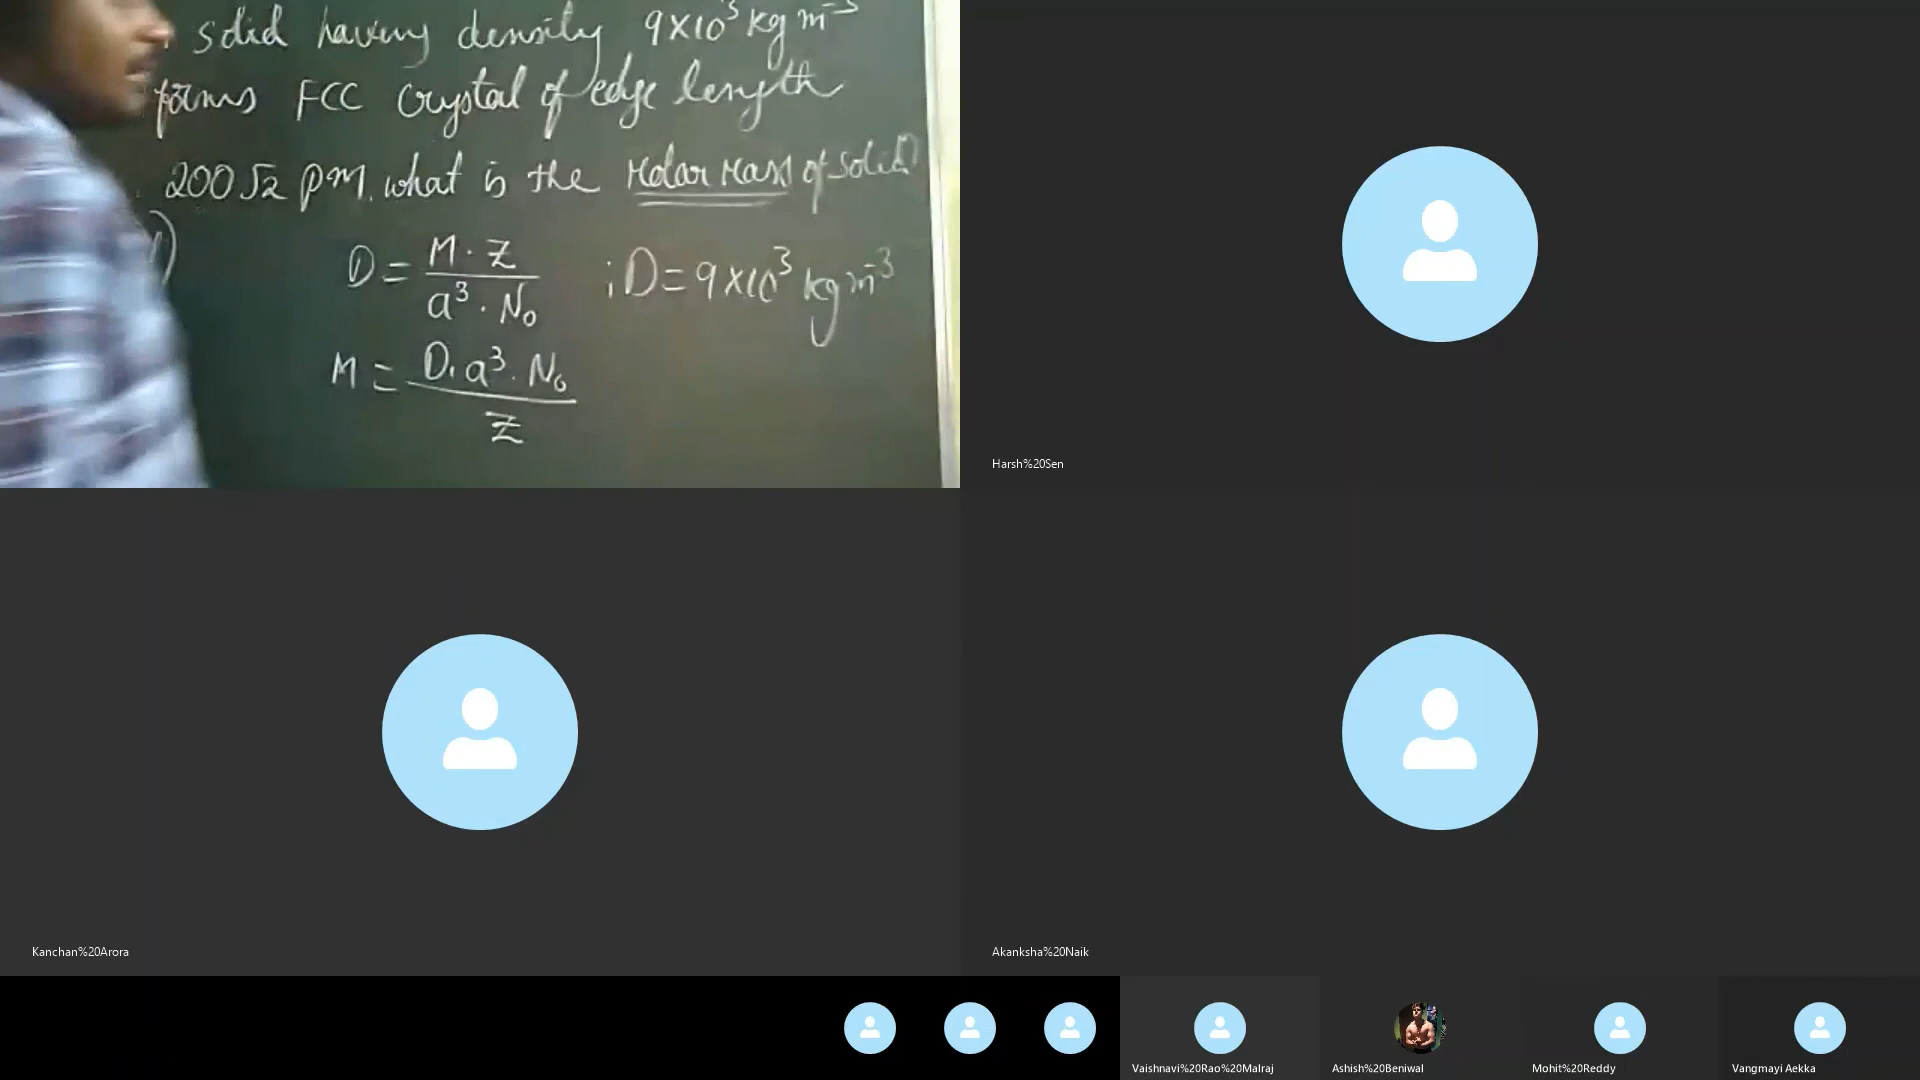 solid having density 9×10³ kg m⁻³
forms FCC Crystal of edge length
200√2 pm. what is the Molar Mass of solid
D = M · Z / a³ · N₀ ; D = 9×10³ kg m⁻³
M = D · a³ · N₀ / Z
Harsh%20Sen
Kanchan%20Arora
Akanksha%20Naik
Vaishnavi%20Rao%20Malraj
Ashish%20Beniwal
Mohit%20Reddy
Vangmayi Aekka